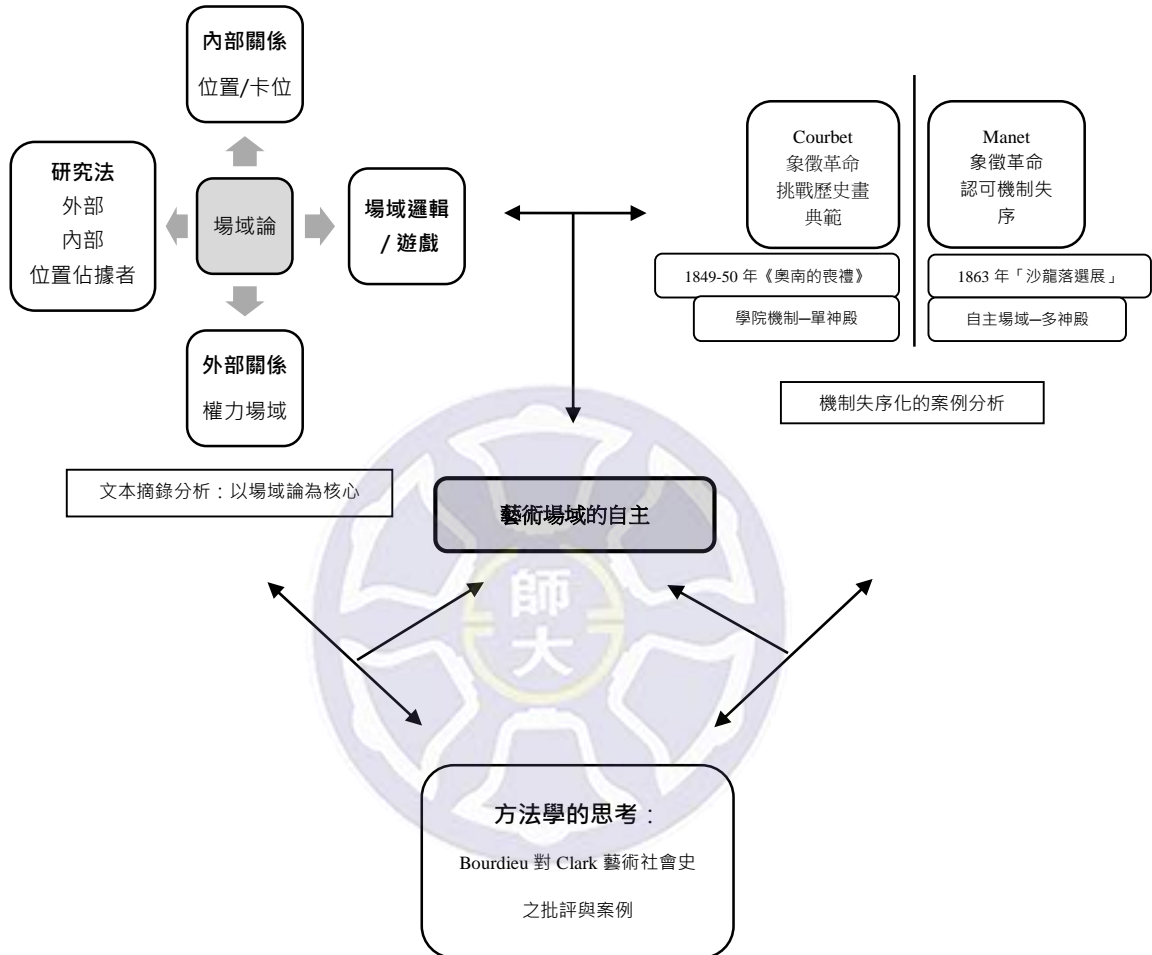 內部關係
位置/卡位
研究法
外部
內部
位置佔據者
場域論
場域邏輯
/ 遊戲
外部關係
權力場域
文本摘錄分析：以場域論為核心
Courbet
象徵革命
挑戰歷史畫
典範
Manet
象徵革命
認可機制失
序
1849-50 年《奧南的喪禮》
學院機制─單神殿
1863 年「沙龍落選展」
自主場域─多神殿
機制失序化的案例分析
藝術場域的自主
師
大
方法學的思考：
Bourdieu 對 Clark 藝術社會史
之批評與案例